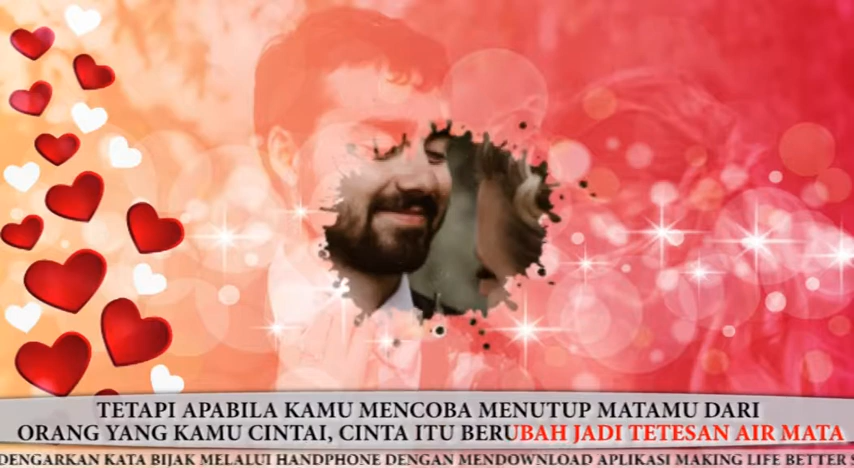 TETAPI APABILA KAMU MENCOBA MENUTUP MATAMU DARI
ORANG YANG KAMU CINTAI, CINTA ITU BERUBAH JADI TETESAN AIR MATA
DENGARKAN KATA BIJAK MELALUI HANDPHONE DENGAN MENDOWNLOAD APLIKASI MAKING LIFE BETTER